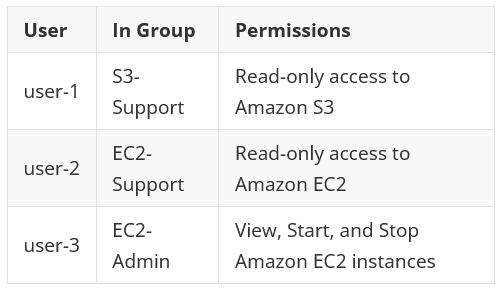 User In Group Permissions
user-1 S3-Support Read-only access to Amazon S3
user-2 EC2-Support Read-only access to Amazon EC2
user-3 EC2-Admin View, Start, and Stop Amazon EC2 instances